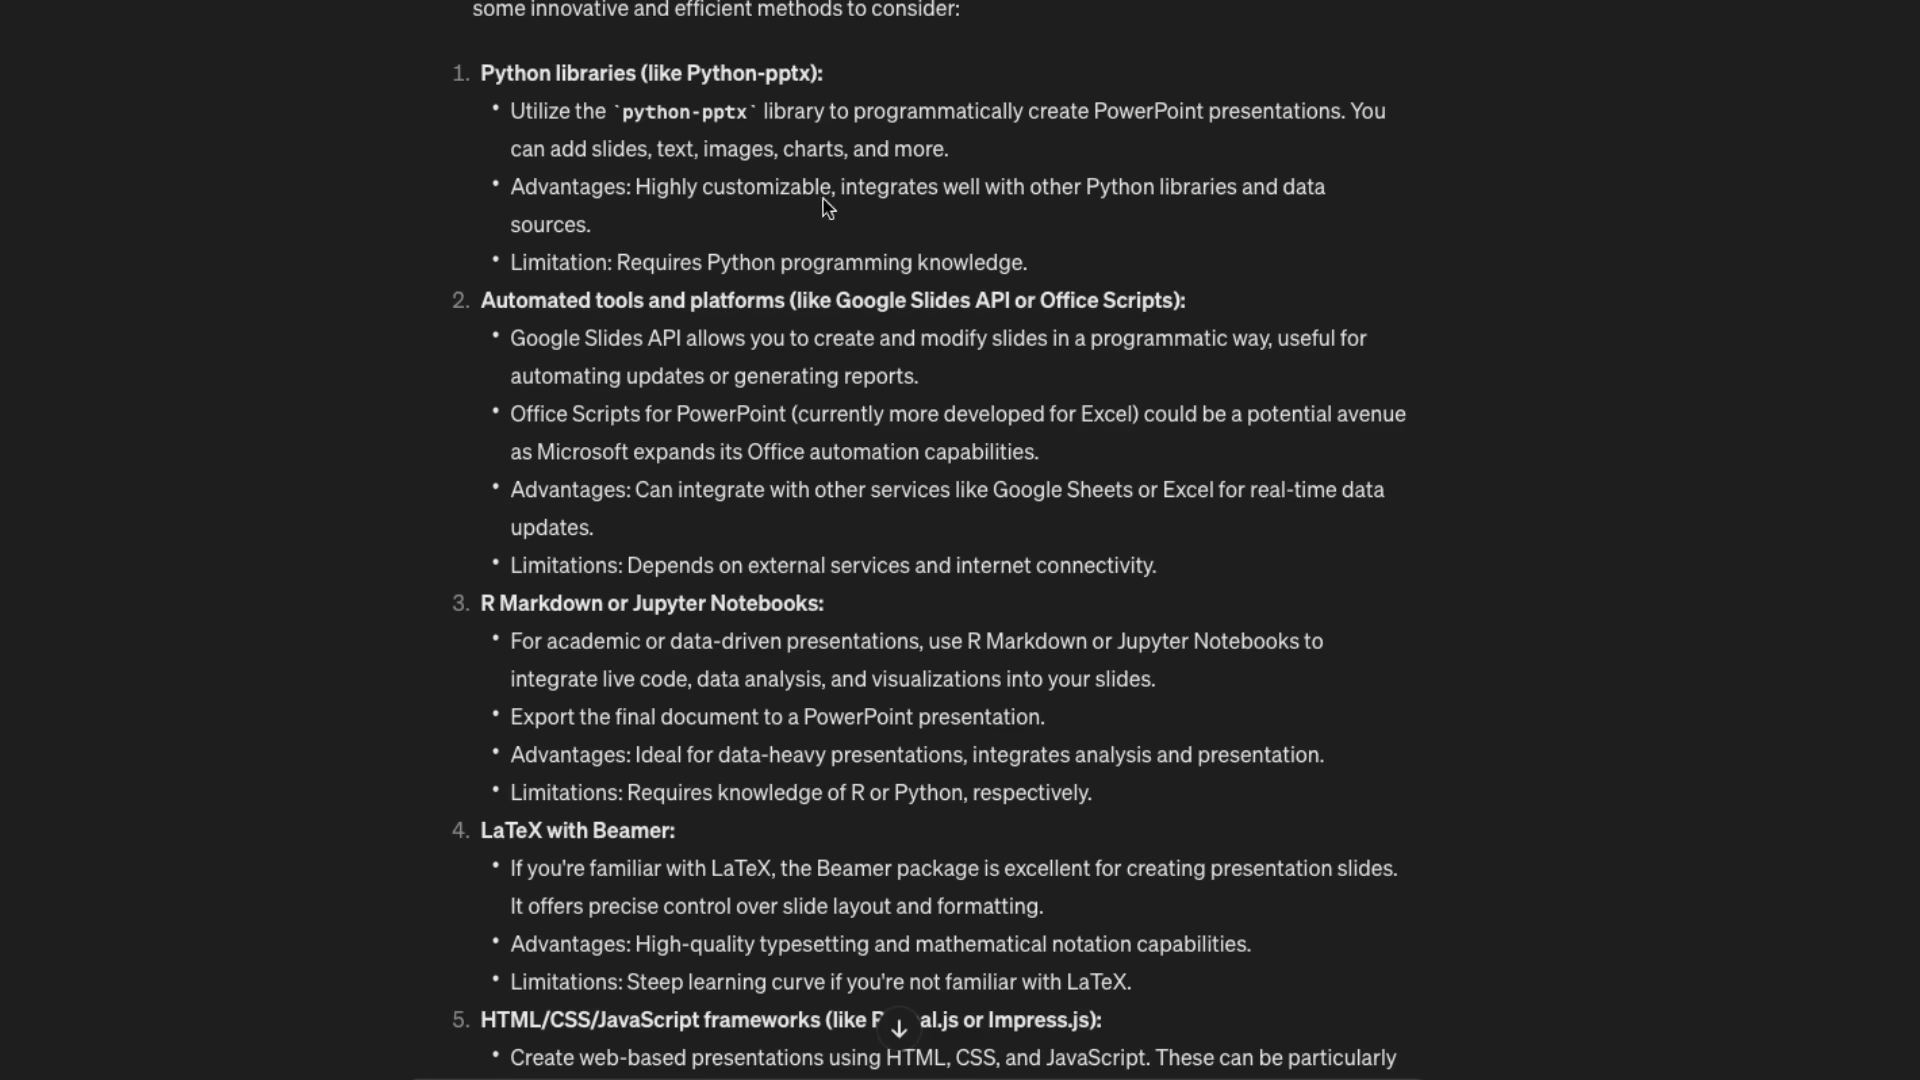 some innovative and efficient methods to consider:
1. Python libraries (like Python-pptx):
• Utilize the `python-pptx` library to programmatically create PowerPoint presentations. You
can add slides, text, images, charts, and more.
• Advantages: Highly customizable, integrates well with other Python libraries and data
sources.
• Limitation: Requires Python programming knowledge.
2. Automated tools and platforms (like Google Slides API or Office Scripts):
• Google Slides API allows you to create and modify slides in a programmatic way, useful for
automating updates or generating reports.
• Office Scripts for PowerPoint (currently more developed for Excel) could be a potential avenue
as Microsoft expands its Office automation capabilities.
• Advantages: Can integrate with other services like Google Sheets or Excel for real-time data
updates.
• Limitations: Depends on external services and internet connectivity.
3. R Markdown or Jupyter Notebooks:
• For academic or data-driven presentations, use R Markdown or Jupyter Notebooks to
integrate live code, data analysis, and visualizations into your slides.
• Export the final document to a PowerPoint presentation.
• Advantages: Ideal for data-heavy presentations, integrates analysis and presentation.
• Limitations: Requires knowledge of R or Python, respectively.
4. LaTeX with Beamer:
• If you're familiar with LaTeX, the Beamer package is excellent for creating presentation slides.
It offers precise control over slide layout and formatting.
• Advantages: High-quality typesetting and mathematical notation capabilities.
• Limitations: Steep learning curve if you're not familiar with LaTeX.
5. HTML/CSS/JavaScript frameworks (like al.js or Impress.js):
• Create web-based presentations using HTML, CSS, and JavaScript. These can be particularly